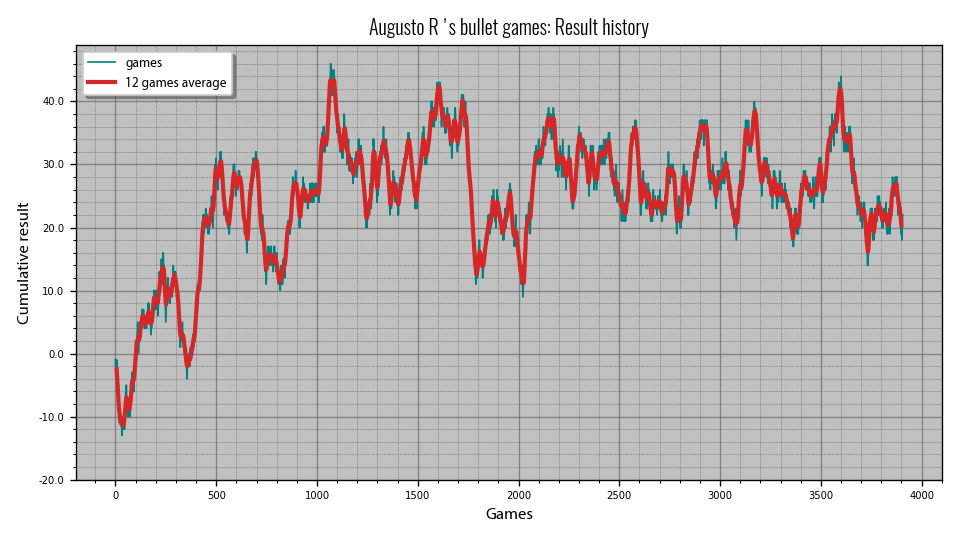 Augusto R 's bullet games: Result history
games
12 games average
Cumulative result
40.0
30.0
20.0
10.0
0.0
-10.0
-20.0
0 500 1000 1500 2000 2500 3000 3500 4000
Games